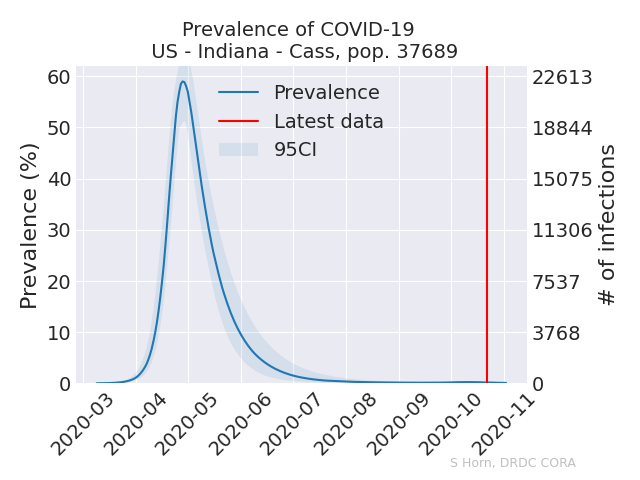 Prevalence of COVID-19
US - Indiana - Cass, pop. 37689
Prevalence
Latest data
95CI
Prevalence (%)
60
50
40
30
20
10
0
22613
18844
15075
11306
7537
3768
0
# of infections
2020-03
2020-04
2020-05
2020-06
2020-07
2020-08
2020-09
2020-10
2020-11
S Horn, DRDC CORA